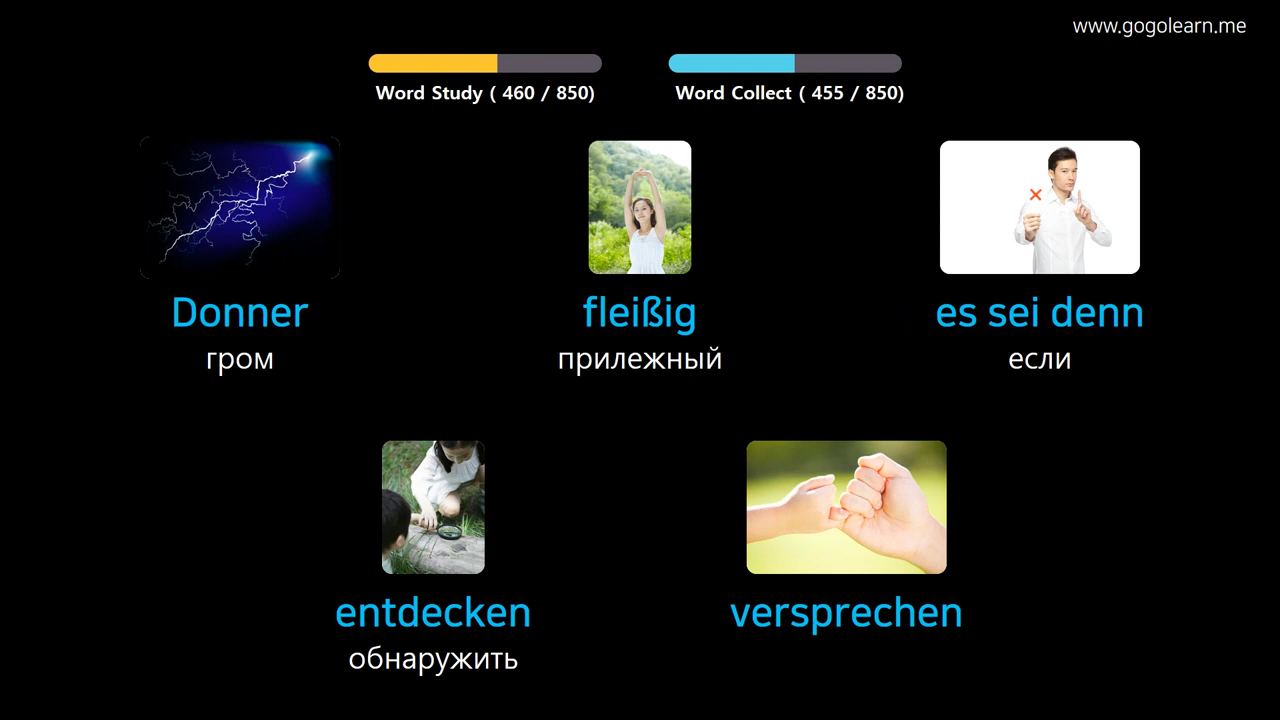 www.gogolearn.me
Word Study ( 460 / 850)
Word Collect ( 455 / 850)
Donner
гром
fleißig
прилежный
es sei denn
если
entdecken
обнаружить
versprechen